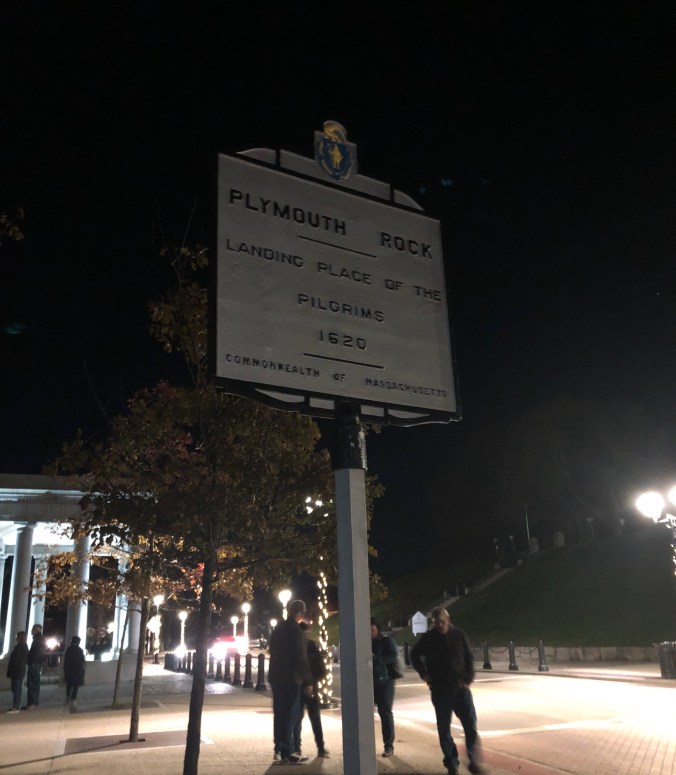 PLYMOUTH ROCK
LANDING PLACE OF THE
PILGRIMS
1620
COMMONWEALTH OF MASSACHUSETTS